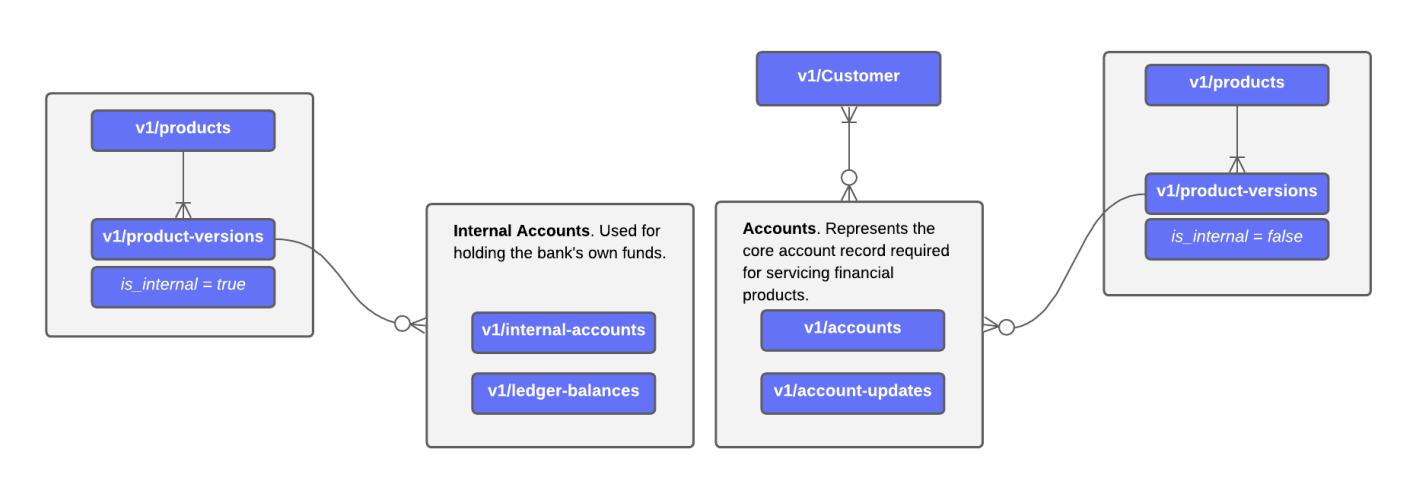 v1/products
v1/product-versions
is_internal = true
Internal Accounts. Used for
holding the bank's own funds.
v1/internal-accounts
v1/ledger-balances
v1/Customer
Accounts. Represents the
core account record required
for servicing financial
products.
v1/accounts
v1/account-updates
v1/products
v1/product-versions
is_internal = false